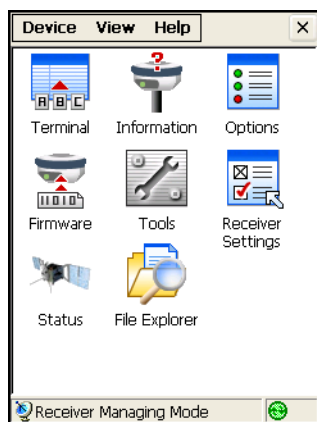 Device View Help
A B C
Terminal Information Options
Firmware Tools Receiver Settings
Status File Explorer
Receiver Managing Mode